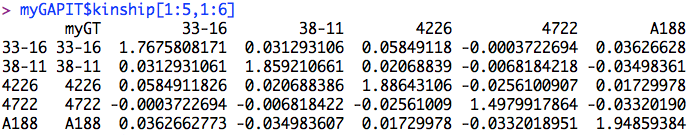 > myGAPIT$kinship[1:5,1:6]
myGT 33-16 38-11 4226 4722 A188
33-16 33-16 1.7675808171 0.031293106 0.05849118 -0.0003722694 0.03626628
38-11 38-11 0.0312931061 1.859210661 0.02068839 -0.0068184218 -0.03498361
4226 4226 0.0584911826 0.020688386 1.88643106 -0.0256100907 0.01729978
4722 4722 -0.0003722694 -0.006818422 -0.02561009 1.4979917864 -0.03320190
A188 A188 0.0362662773 -0.034983607 0.01729978 -0.0332018951 1.94859384